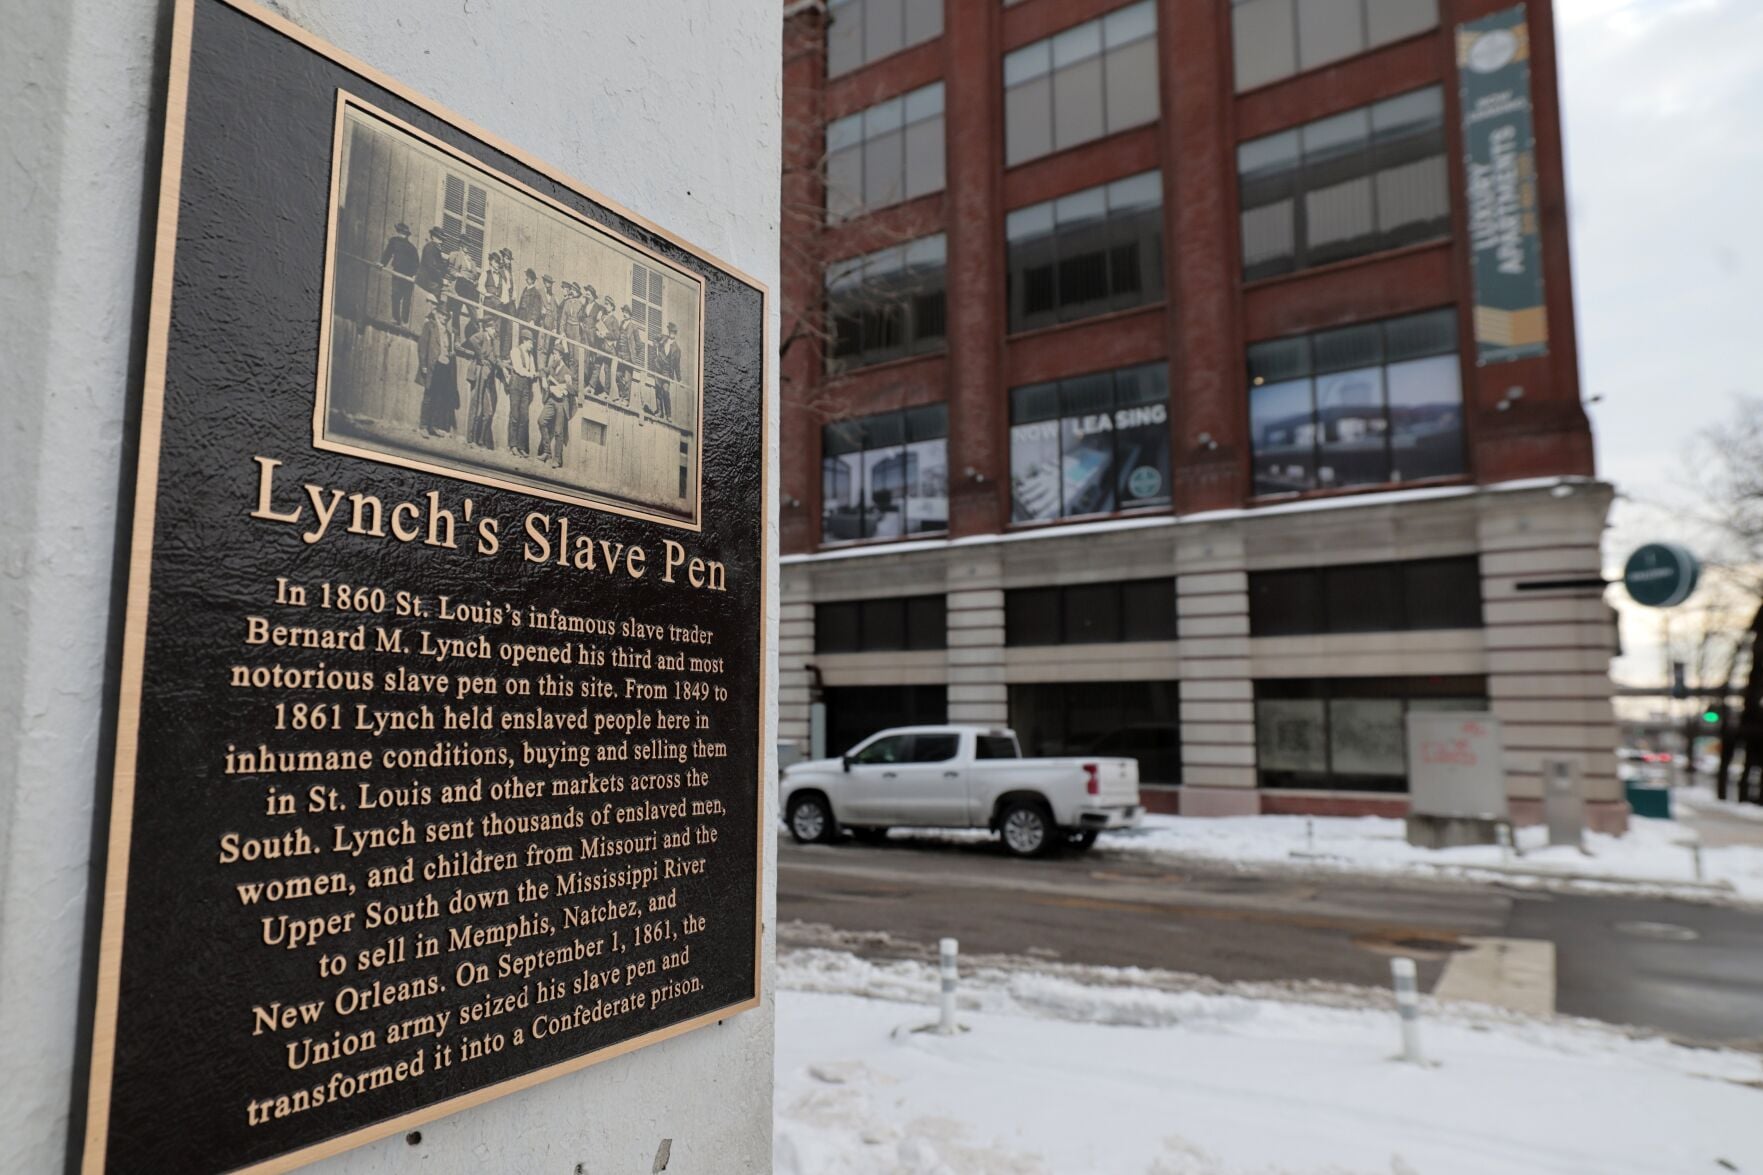 Lynch's Slave Pen
In 1860 St. Louis's infamous slave trader
Bernard M. Lynch opened his third and most
notorious slave pen on this site. From 1849 to
1861 Lynch held enslaved people here in
inhumane conditions, buying and selling them
in St. Louis and other markets across the
South. Lynch sent thousands of enslaved men,
women, and children from Missouri and the
Upper South down the Mississippi River
to sell in Memphis, Natchez, and
New Orleans. On September 1, 1861, the
Union army seized his slave pen and
transformed it into a Confederate prison.
NOW LEASING
LUXURY
APARTMENTS